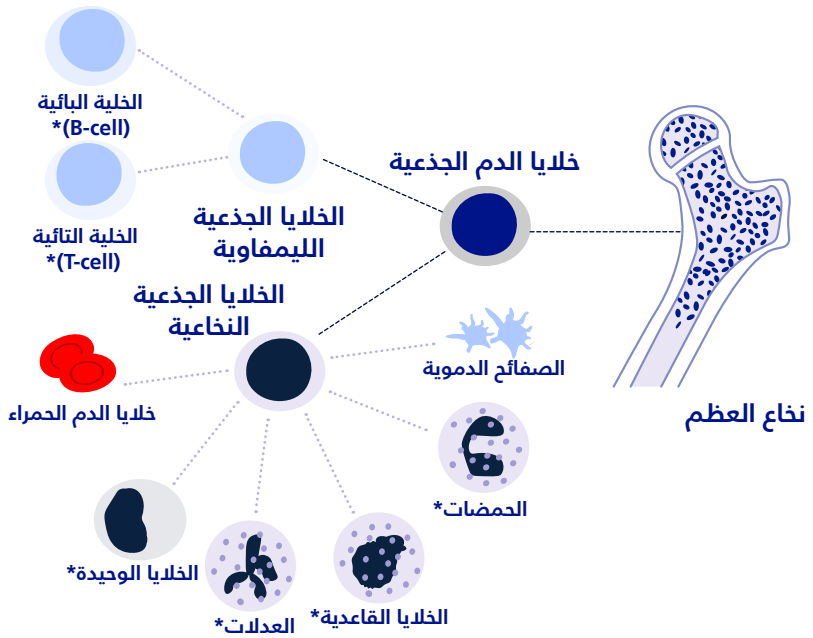 نخاع العظم
خلايا الدم الجذعية
الخلايا الجذعية
الليمفاوية
الخلية البائية
(B-cell)*
الخلية التائية
(T-cell)*
الخلايا الجذعية
النخاعية
الصفائح الدموية
الحمضات*
الخلايا القاعدية*
العدلات*
الخلايا الوحيدة*
خلايا الدم الحمراء